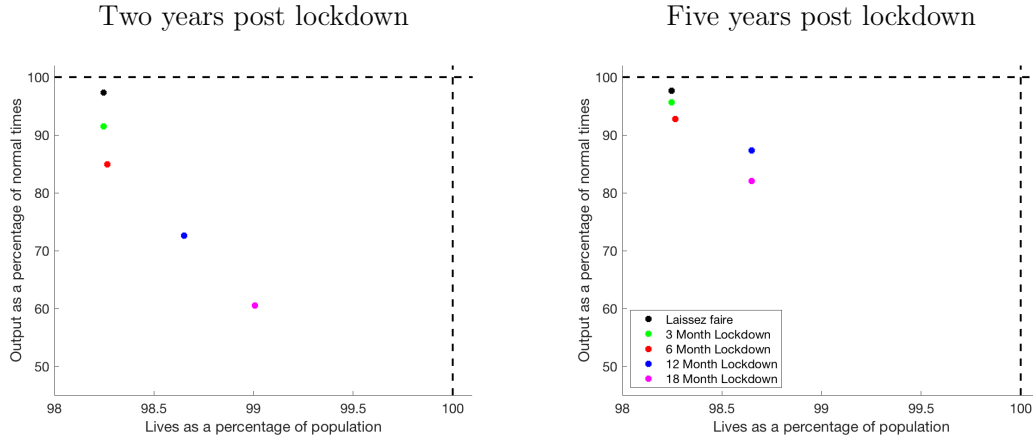 Two years post lockdown
Output as a percentage of normal times
100
90
80
70
60
50
98
98.5
99
99.5
100
Lives as a percentage of population
Five years post lockdown
Output as a percentage of normal times
100
90
80
70
60
50
Laissez faire
3 Month Lockdown
6 Month Lockdown
12 Month Lockdown
18 Month Lockdown
98
98.5
99
99.5
100
Lives as a percentage of population